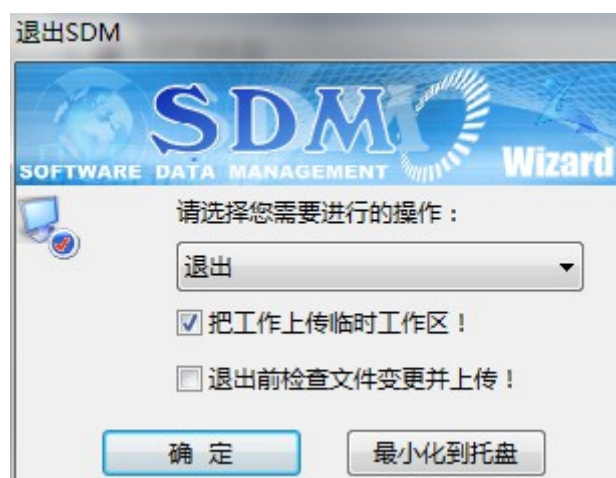 退出SDM
SDM
SOFTWARE DATA MANAGEMENT
Wizard
请选择您需要进行的操作：
退出
把工作上传临时工作区！
退出前检查文件变更并上传！
确 定
最小化到托盘